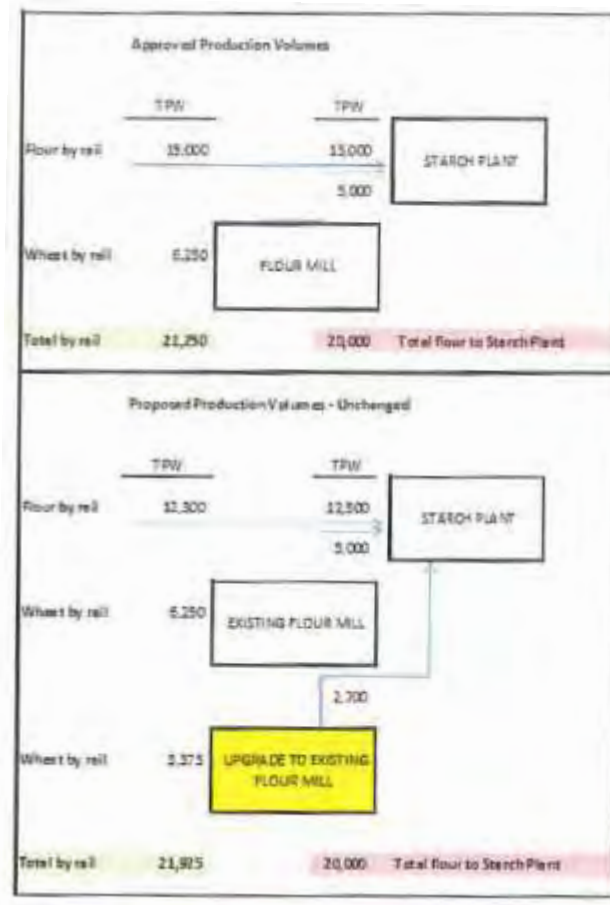 Approved Production Volumes
TPW TPW
Flour by rail 15,000 15,000 STARCH PLANT
5,000
Wheat by rail 6,250 FLOUR MILL
Total by rail 21,250 20,000 Total flour to Starch Plant
Proposed Production Volumes - Unchanged
TPW TPW
Flour by rail 12,300 12,300 STARCH PLANT
5,000
Wheat by rail 6,250 EXISTING FLOUR MILL
2,700
Wheat by rail 3,375 UPGRADE TO EXISTING
FLOUR MILL
Total by rail 21,925 20,000 Total flour to Starch Plant